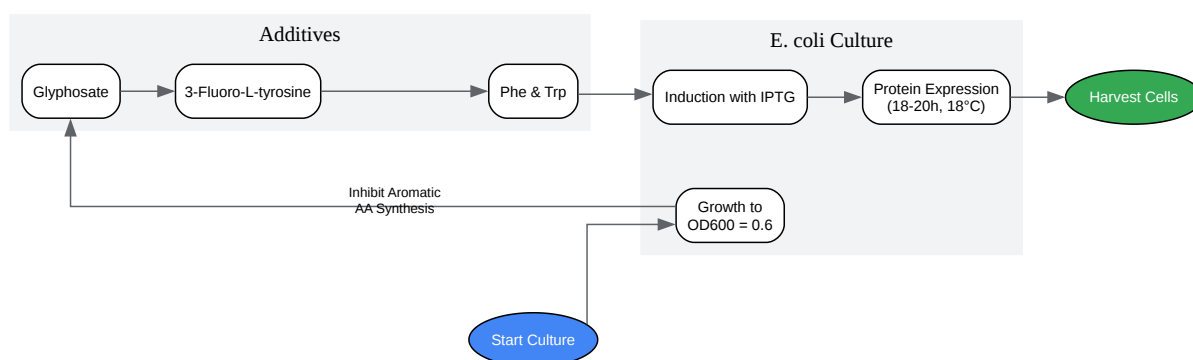 Additives
E. coli Culture
Glyphosate
3-Fluoro-L-tyrosine
Phe & Trp
Induction with IPTG
Protein Expression
(18-20h, 18°C)
Harvest Cells
Inhibit Aromatic
AA Synthesis
Growth to
OD600 = 0.6
Start Culture